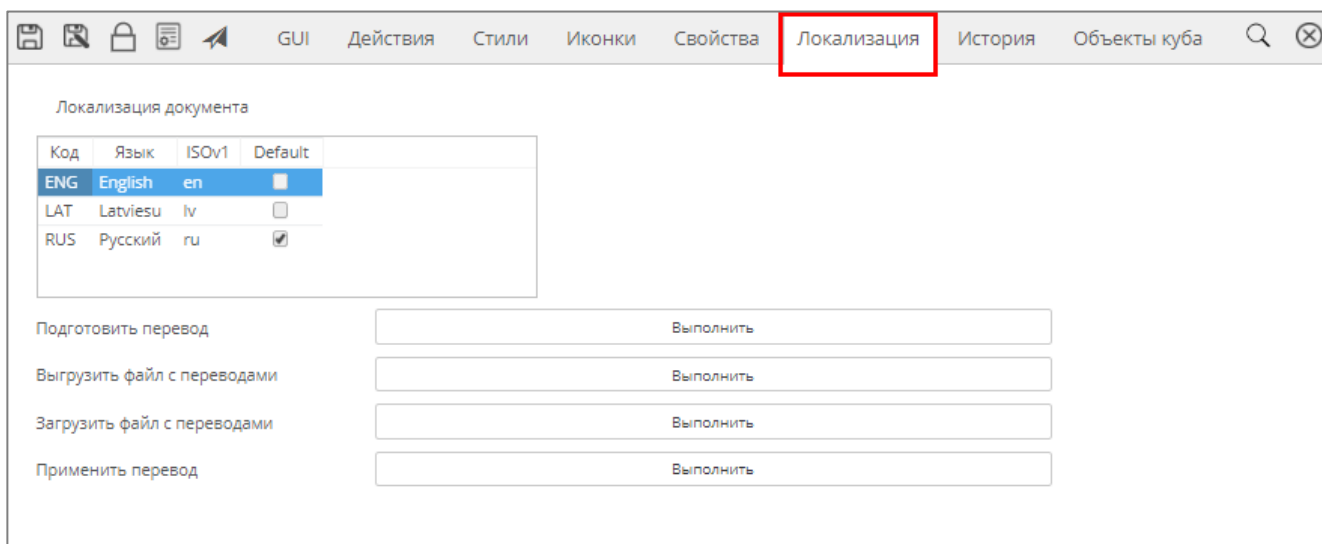 GUI Действия Стили Иконки Свойства Локализация История Объекты куба
Локализация документа
Код Язык ISOv1 Default
ENG English en
LAT Latviesu lv
RUS Русский ru
Подготовить перевод Выполнить
Выгрузить файл с переводами Выполнить
Загрузить файл с переводами Выполнить
Применить перевод Выполнить